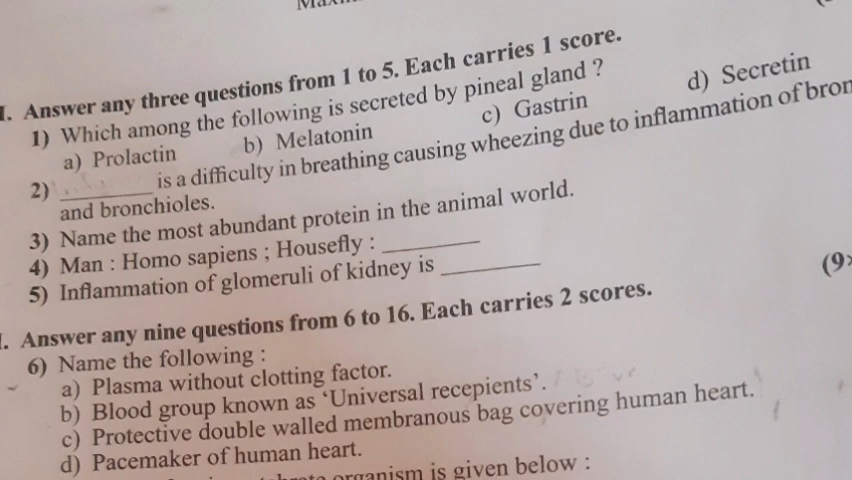 I. Answer any three questions from 1 to 5. Each carries 1 score.
1) Which among the following is secreted by pineal gland ?
a) Prolactin b) Melatonin c) Gastrin d) Secretin
2) ________ is a difficulty in breathing causing wheezing due to inflammation of bron
and bronchioles.
3) Name the most abundant protein in the animal world.
4) Man : Homo sapiens ; Housefly : ________
5) Inflammation of glomeruli of kidney is ________
(9×
I. Answer any nine questions from 6 to 16. Each carries 2 scores.
6) Name the following :
a) Plasma without clotting factor.
b) Blood group known as ‘Universal recepients’.
c) Protective double walled membranous bag covering human heart.
d) Pacemaker of human heart.
organism is given below :